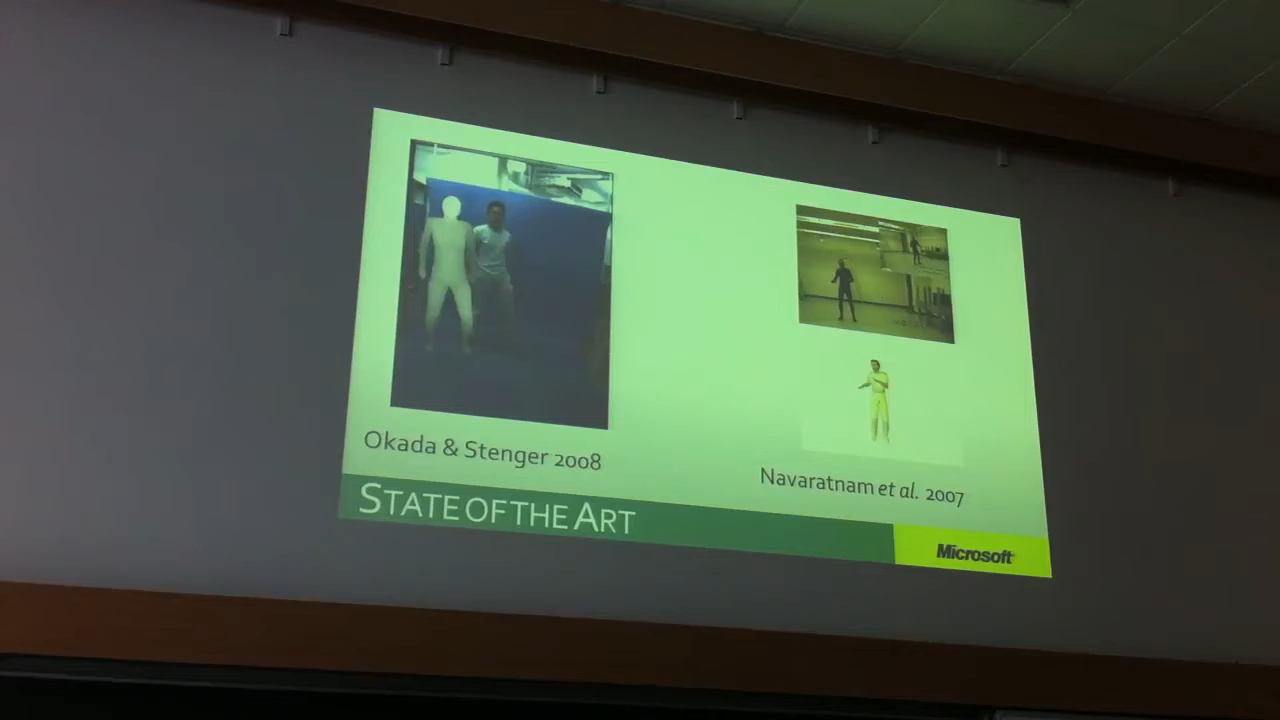 Okada & Stenger 2008
Navaratnam et al. 2007
STATE OF THE ART
Microsoft